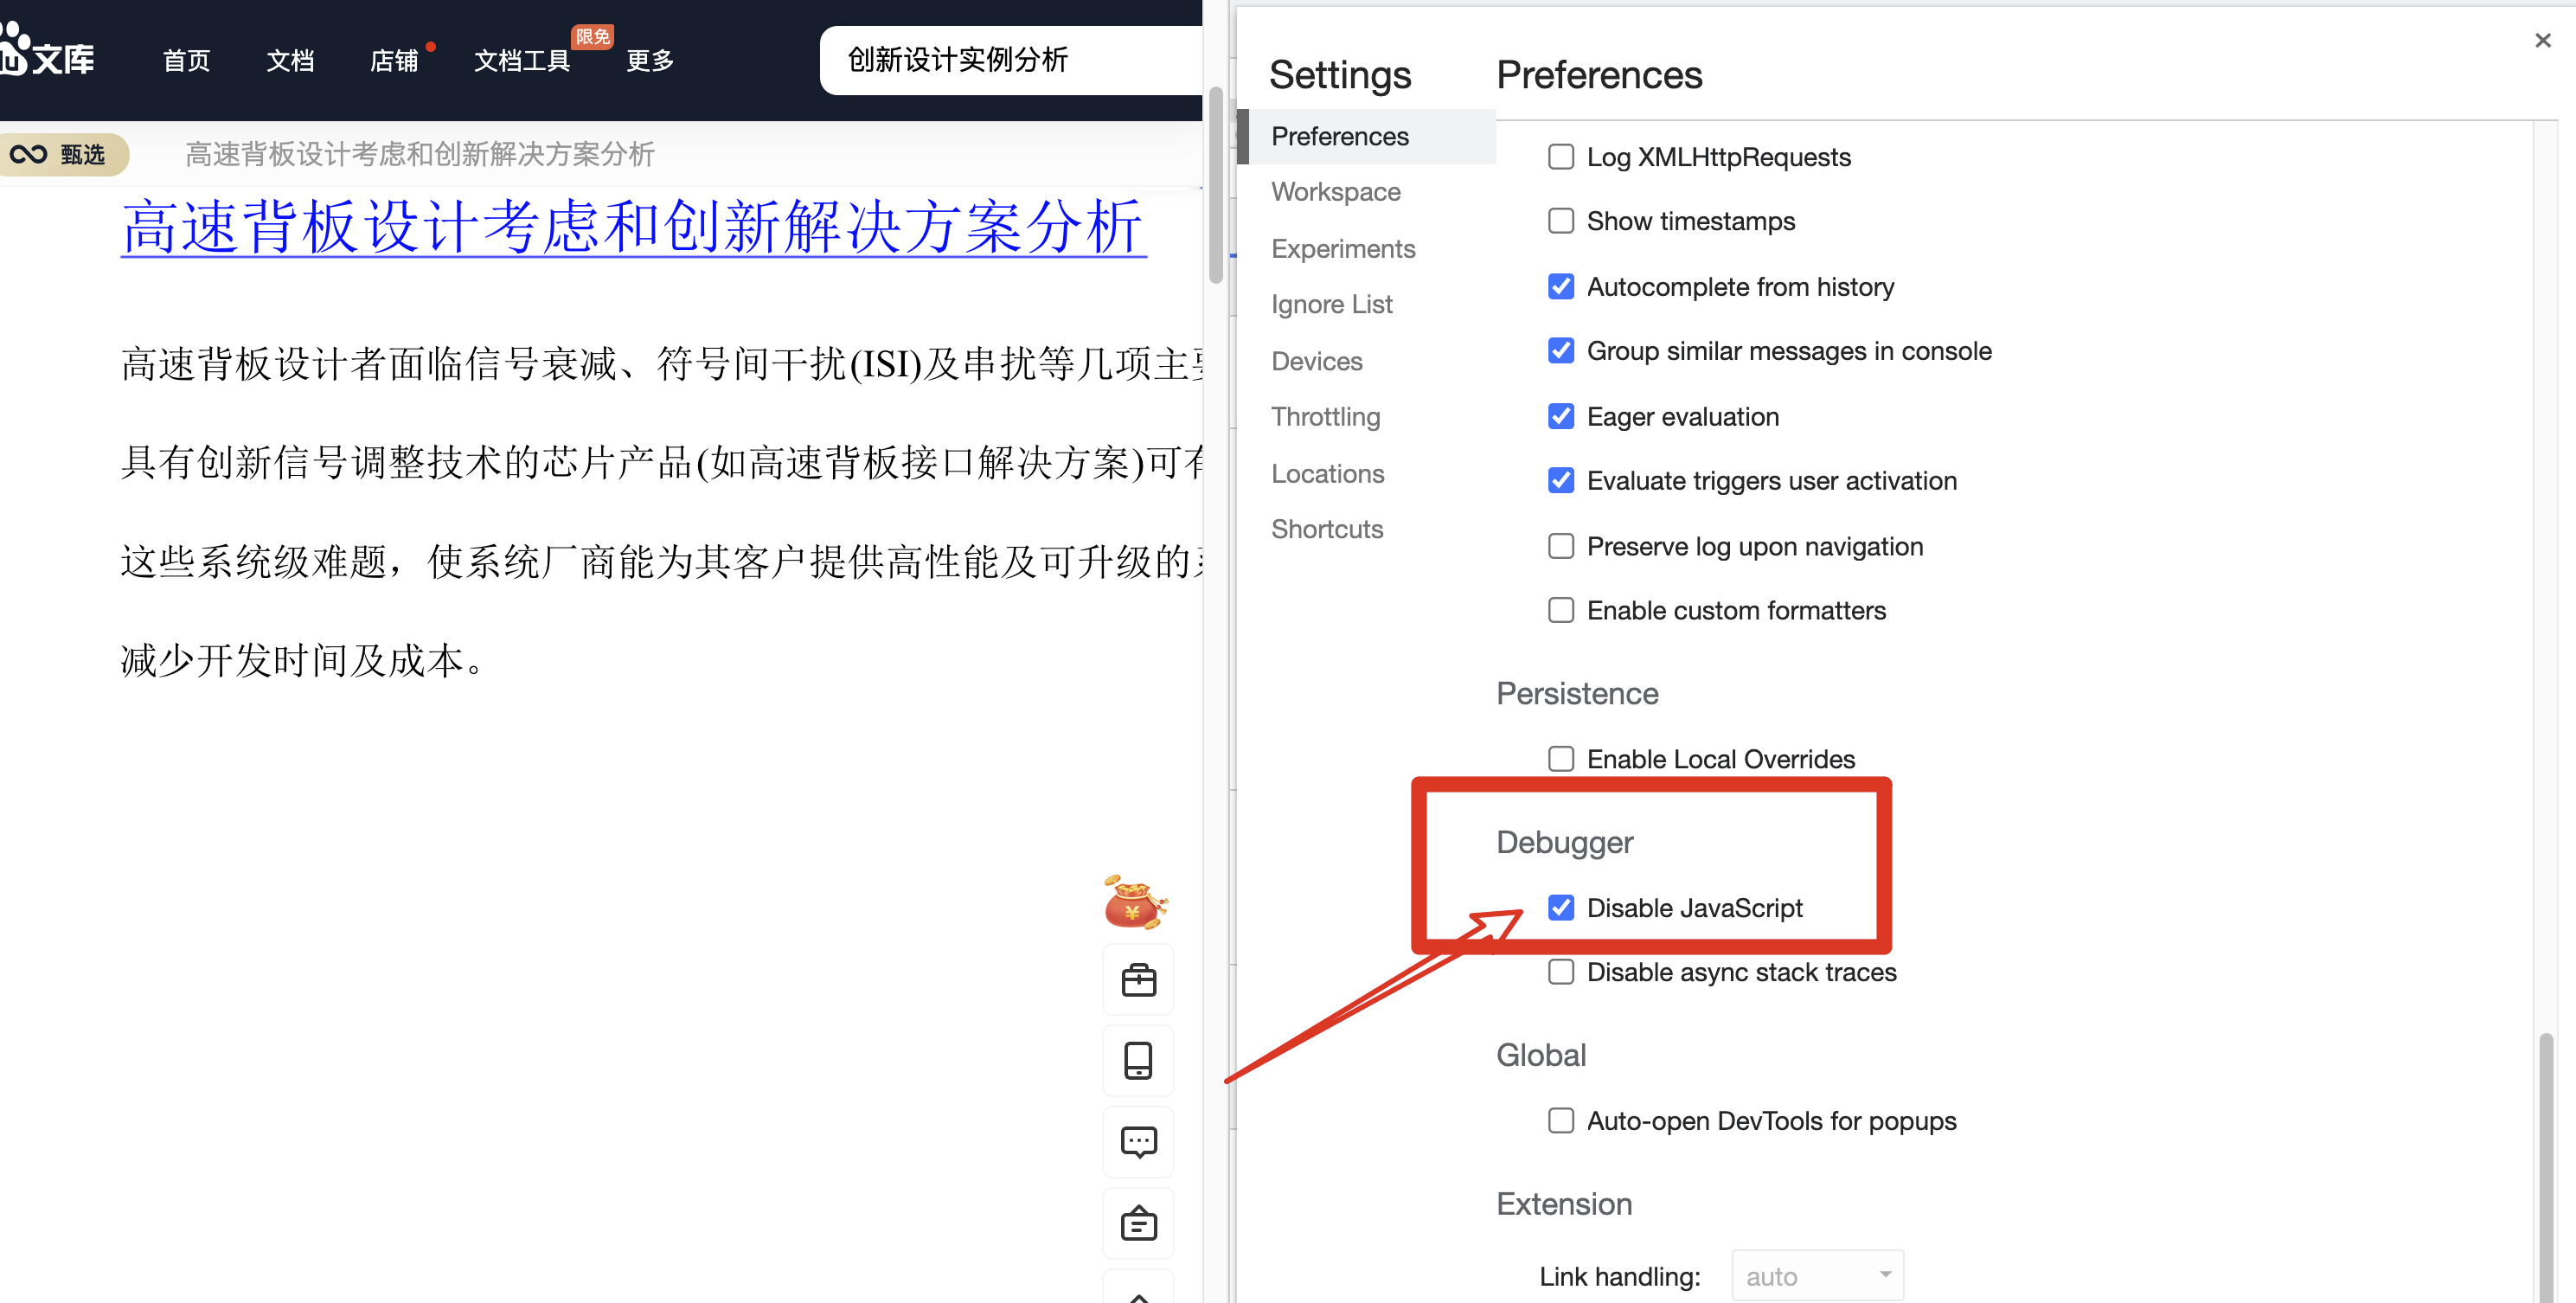 文库
首页
文档
店铺
文档工具
限免
更多
创新设计实例分析
甄选
高速背板设计考虑和创新解决方案分析
高速背板设计考虑和创新解决方案分析
高速背板设计者面临信号衰减、符号间干扰(ISI)及串扰等几项主要
具有创新信号调整技术的芯片产品(如高速背板接口解决方案)可有
这些系统级难题，使系统厂商能为其客户提供高性能及可升级的系
减少开发时间及成本。
Settings
Preferences
Workspace
Experiments
Ignore List
Devices
Throttling
Locations
Shortcuts
Preferences
Log XMLHttpRequests
Show timestamps
Autocomplete from history
Group similar messages in console
Eager evaluation
Evaluate triggers user activation
Preserve log upon navigation
Enable custom formatters
Persistence
Enable Local Overrides
Debugger
Disable JavaScript
Disable async stack traces
Global
Auto-open DevTools for popups
Extension
Link handling:
auto